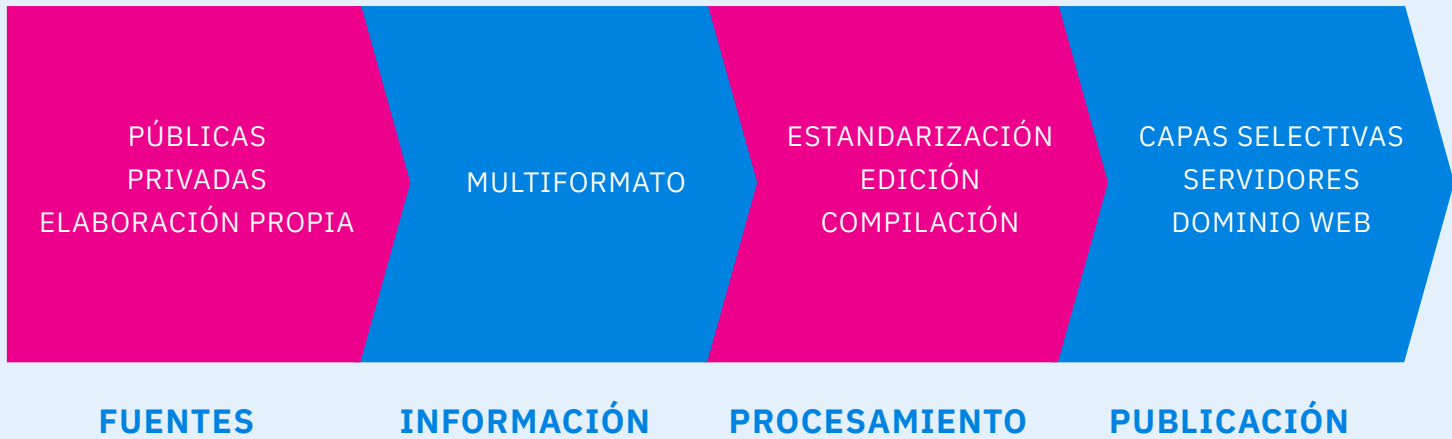 PÚBLICAS
PRIVADAS
ELABORACIÓN PROPIA
MULTIFORMATO
ESTANDARIZACIÓN
EDICIÓN
COMPILACIÓN
CAPAS SELECTIVAS
SERVIDORES
DOMINIO WEB
FUENTES
INFORMACIÓN
PROCESAMIENTO
PUBLICACIÓN